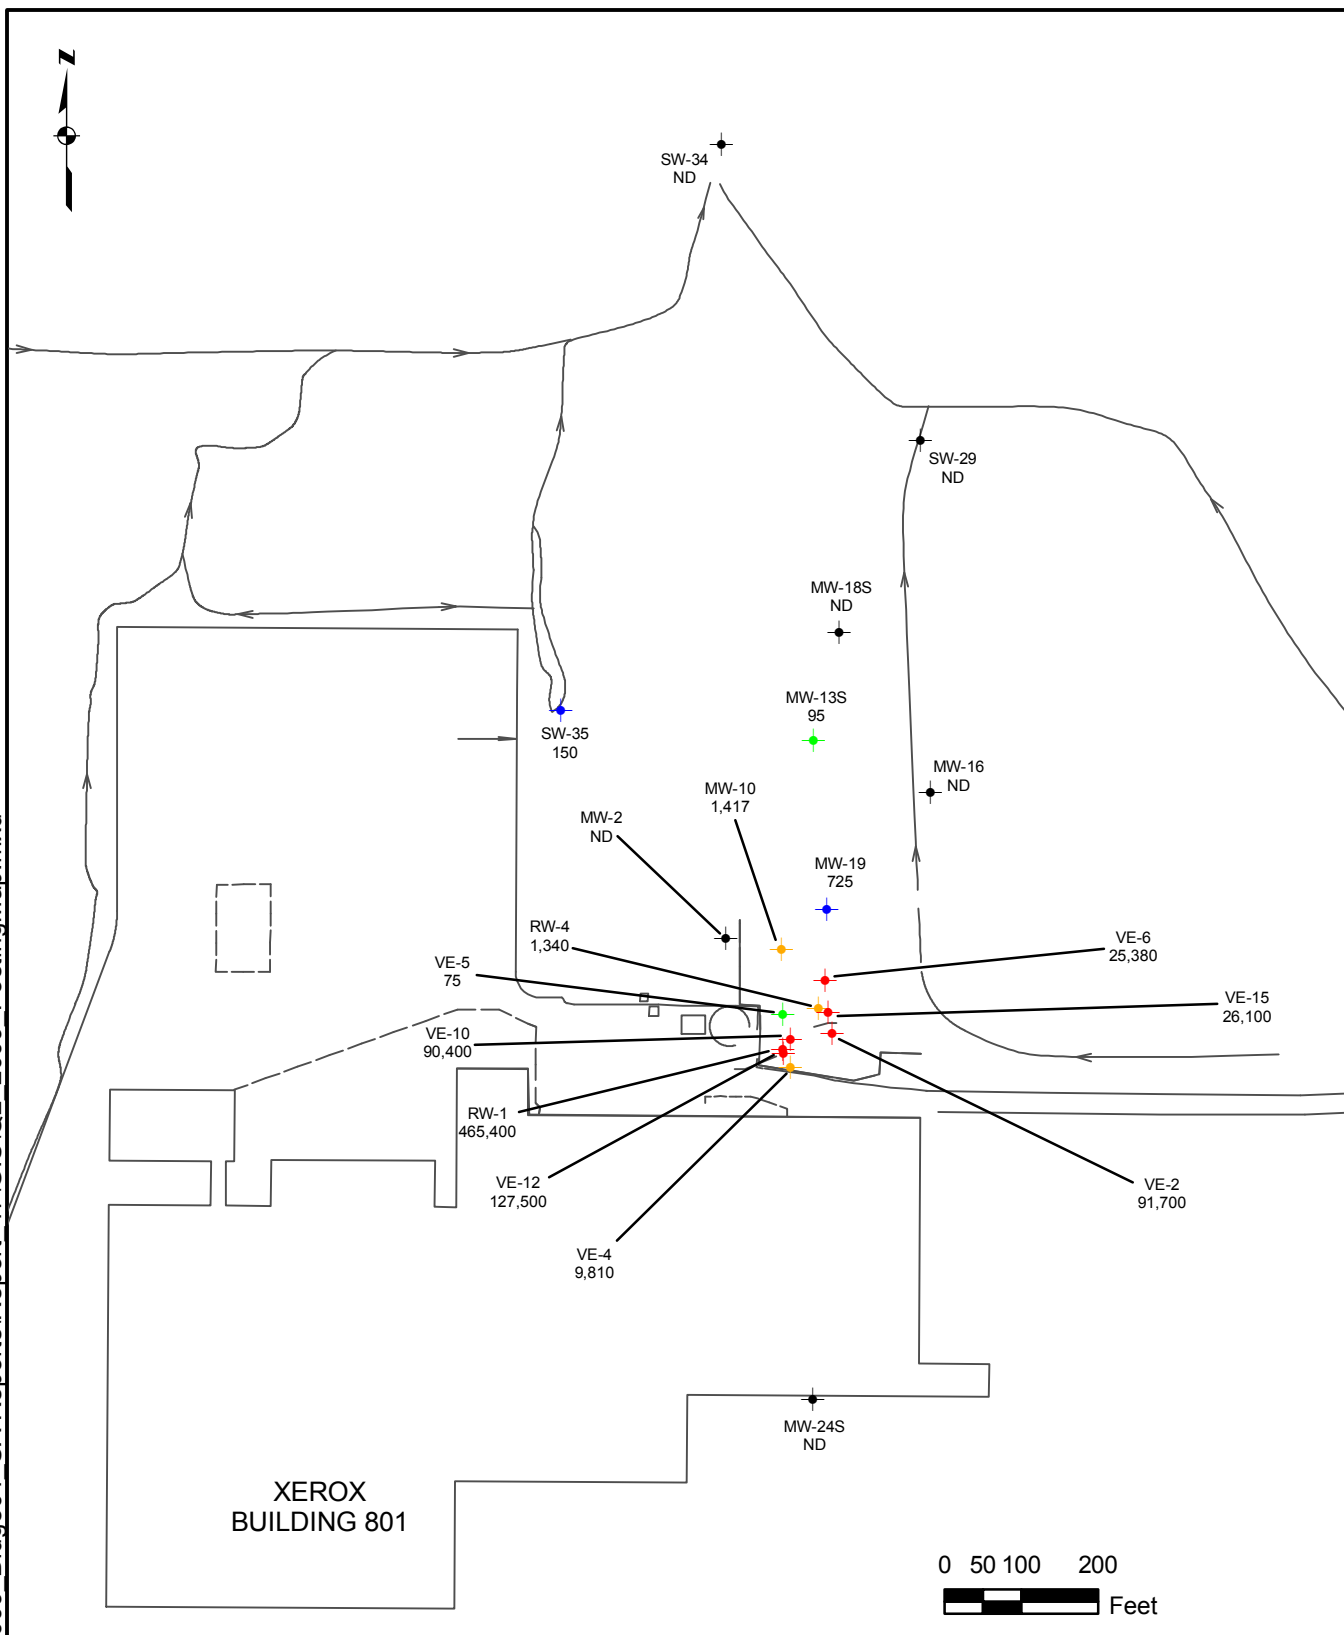 N
SW-34
ND
SW-29
ND
MW-18S
ND
MW-13S
95
SW-35
150
MW-16
ND
MW-10
1,417
MW-2
ND
MW-19
725
RW-4
1,340
VE-6
25,380
VE-5
75
VE-15
26,100
VE-10
90,400
RW-1
465,400
VE-12
127,500
VE-2
91,700
VE-4
9,810
MW-24S
ND
XEROX
BUILDING 801
0 50 100 200
Feet